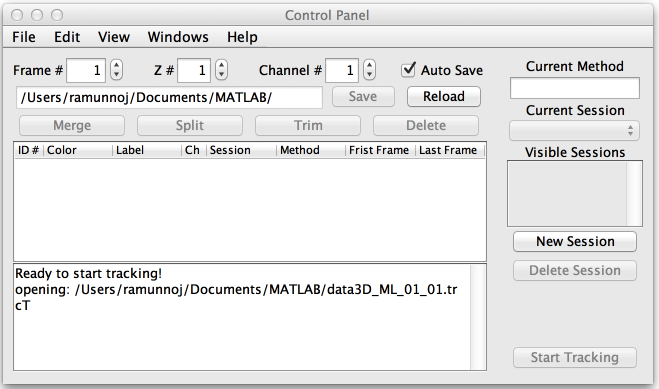 Control Panel
File Edit View Windows Help
Frame # 1 Z # 1 Channel # 1 Auto Save
/Users/ramunnoj/Documents/MATLAB/ Save Reload
Merge Split Trim Delete
ID # Color Label Ch Session Method Frist Frame Last Frame
Ready to start tracking!
opening: /Users/ramunnoj/Documents/MATLAB/data3D_ML_01_01.tr
cT
Current Method
Current Session
Visible Sessions
New Session
Delete Session
Start Tracking